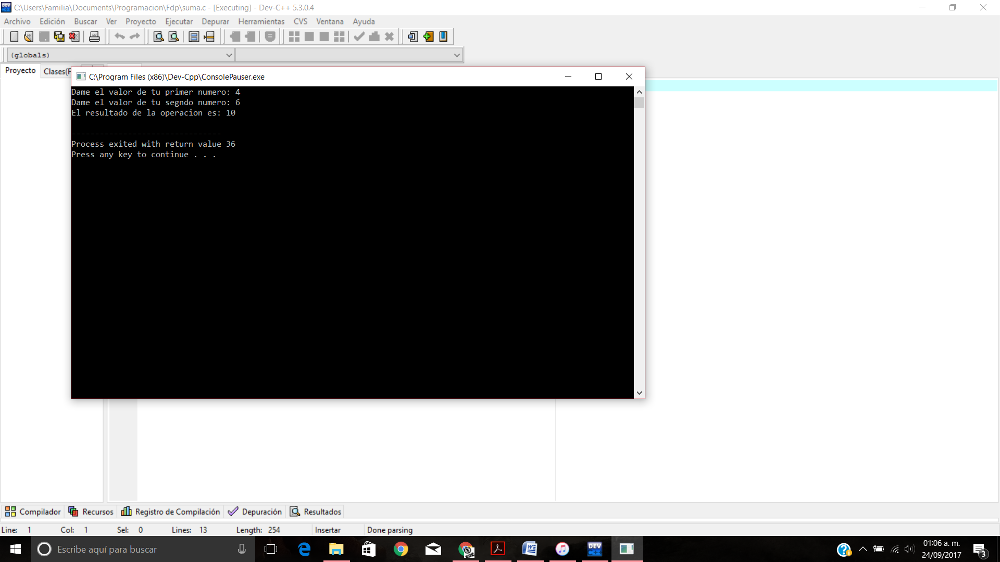 C:\Users\Familia\Documents\Programacion\Fdp\suma.c - [Executing] - Dev-C++ 5.3.0.4
Archivo Edición Buscar Ver Proyecto Ejecutar Depurar Herramientas CVS Ventana Ayuda
(globals)
Proyecto Clases(F
C:\Program Files (x86)\Dev-Cpp\ConsolePauser.exe
Dame el valor de tu primer numero: 4
Dame el valor de tu segndo numero: 6
El resultado de la operacion es: 10
--------------------------------
Process exited with return value 36
Press any key to continue . . .
Compilador Recursos Registro de Compilación Depuración Resultados
Line: 1 Col: 1 Sel: 0 Lines: 13 Length: 254 Insertar Done parsing
Escribe aquí para buscar
DEV C++
01:06 a. m.
24/09/2017
3